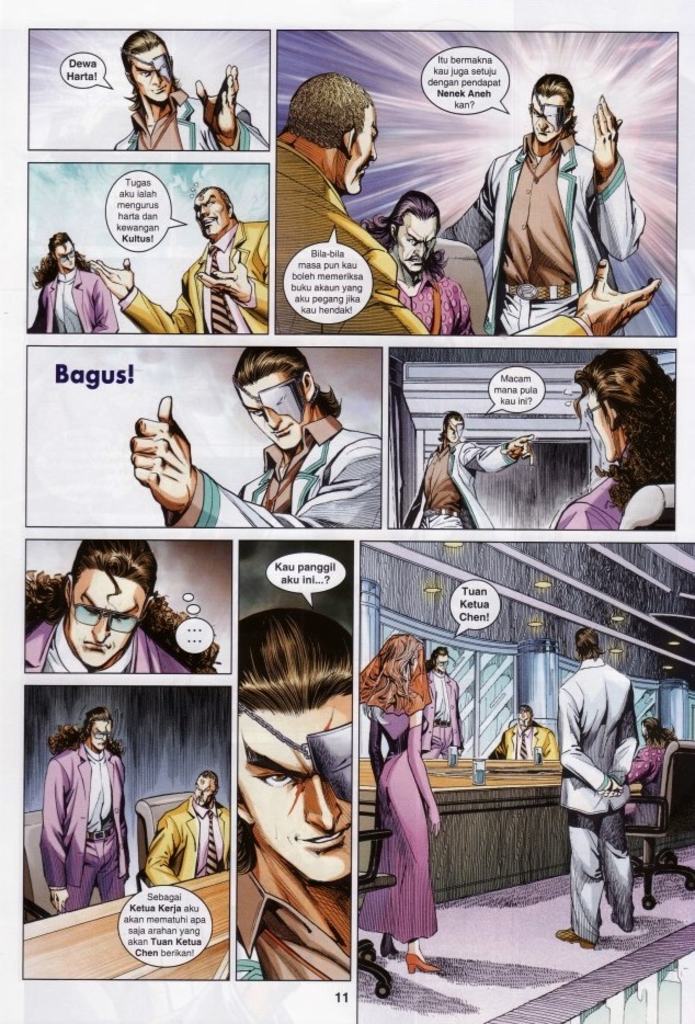 Dewa
Harta!
Itu bermakna
kau juga setuju
dengan pendapat
Nenek Aneh
kan?
Tugas
aku ialah
mengurus
harta dan
kewangan
Kultus!
Bila-bila
masa pun kau
boleh memeriksa
buku akaun yang
aku pegang jika
kau hendak!
Bagus!
Macam
mana pula
kau ini?
... ...
Kau panggil
aku ini...?
Tuan
Ketua
Chen!
Sebagai
Ketua Kerja aku
akan mematuhi apa
saja arahan yang
akan Tuan Ketua
Chen berikan!
11